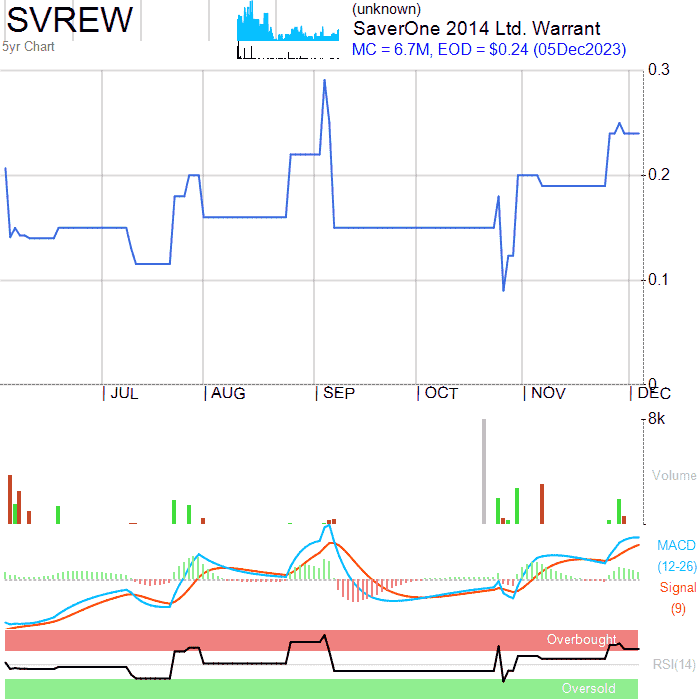 SVREW
5yr Chart
(unknown)
SaverOne 2014 Ltd. Warrant
MC = 6.7M, EOD = $0.24 (05Dec2023)
0.3
0.2
0.1
0
JUL AUG SEP OCT NOV DEC
8k
Volume
MACD
(12-26)
Signal
(9)
Overbought
RSI(14)
Oversold